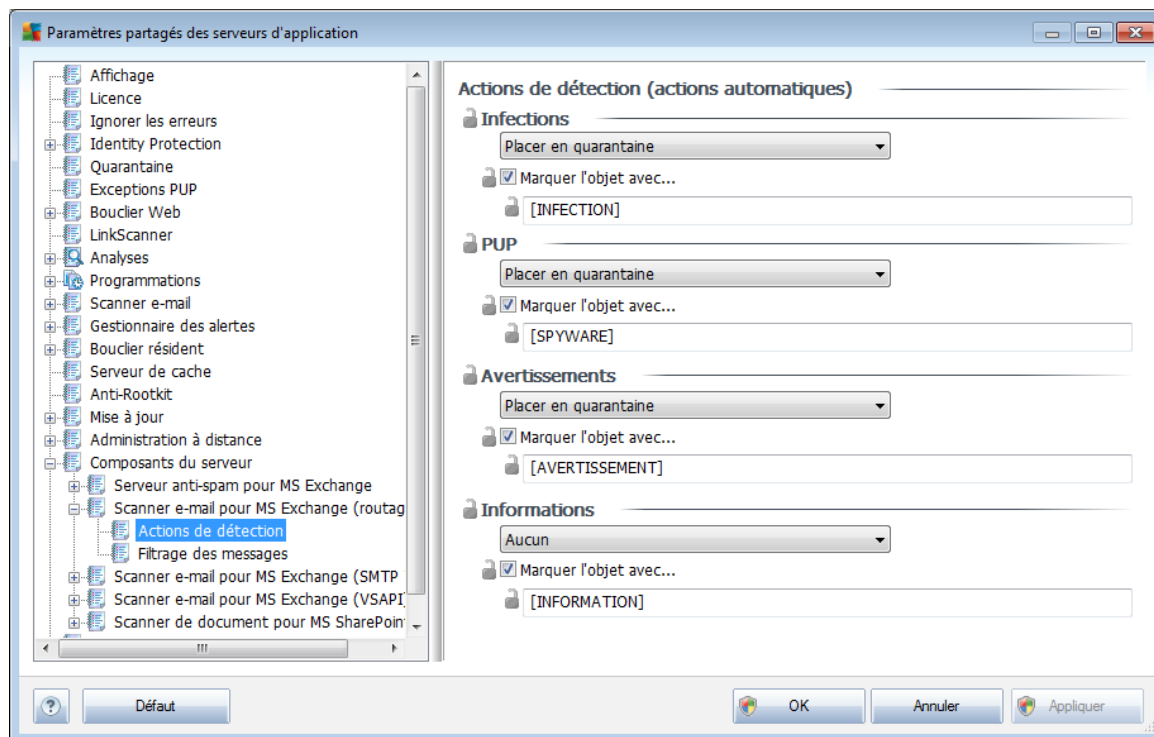 Paramètres partagés des serveurs d'application
Affichage
Licence
Ignorer les erreurs
Identity Protection
Quarantaine
Exceptions PUP
Bouclier Web
LinkScanner
Analyses
Programmations
Scanner e-mail
Gestionnaire des alertes
Bouclier résident
Serveur de cache
Anti-Rootkit
Mise à jour
Administration à distance
Composants du serveur
Serveur anti-spam pour MS Exchange
Scanner e-mail pour MS Exchange (routag
Actions de détection
Filtrage des messages
Scanner e-mail pour MS Exchange (SMTP
Scanner e-mail pour MS Exchange (VSAPI)
Scanner de document pour MS SharePoin
Actions de détection (actions automatiques)
Infections
Placer en quarantaine
Marquer l'objet avec...
[INFECTION]
PUP
Placer en quarantaine
Marquer l'objet avec...
[SPYWARE]
Avertissements
Placer en quarantaine
Marquer l'objet avec...
[AVERTISSEMENT]
Informations
Aucun
Marquer l'objet avec...
[INFORMATION]
Défaut
OK
Annuler
Appliquer